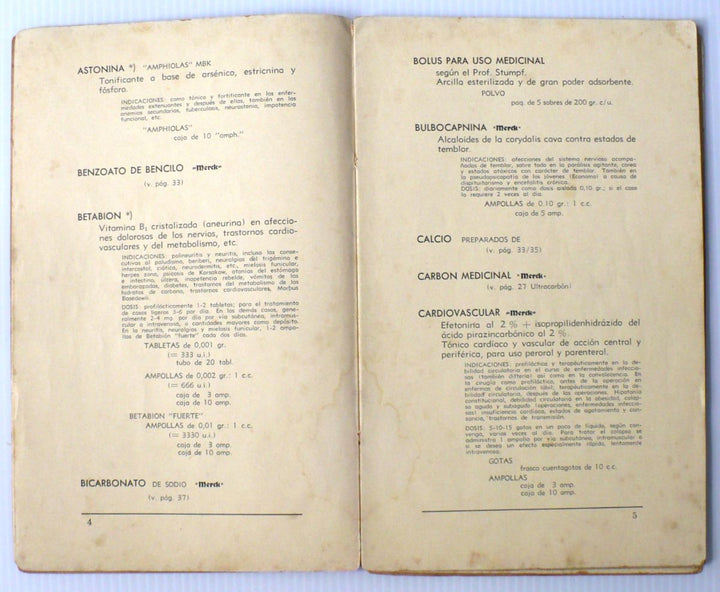 ASTONINA *) "AMPHIOLAS" MBK
Tonificante a base de arsénico, estricnina y
fósforo.
INDICACIONES: como tónico y fortificante en las enfer-
medades extenuantes y después de ellas, también en las
anemias secundarias, tuberculosis, neurastenia, impotencia
funcional, etc.
"AMPHIOLAS"
caja de 10 "amph."
BENZOATO DE BENCILO «Merck»
(v. pág. 33)
BETABION *)
Vitamina B1 cristalizada (aneurina) en afeccio-
nes dolorosas de los nervios, trastornos cardio-
vasculares y del metabolismo, etc.
INDICACIONES: polineuritis y neuritis, incluso las conse-
cutivas al paludismo, beriberi, neuralgias del trigémino e
intercostal, ciática, neurodermitis, etc., mielosis funicular,
herpes zona, psicosis de Korsakow, atonías del estómago
e intestino, úlcera, inapetencia rebelde, vómitos de las
embarazadas, diabetes, trastornos del metabolismo de los
hidratos de carbono, trastornos cardiovasculares, Morbus
Basedowii.
DOSIS: profilácticamente 1-2 tabletas; para el tratamiento
de casos ligeros 3-6 por día. En los demás casos, gene-
ralmente 2-4 mg por día por vía subcutánea, intramuscu-
lar o intravenosa, o cantidades mayores como depósito.
En la neuritis, neuralgias y mielosis funicular, 1-2 ampo-
llas de Betabión "fuerte" cada dos días.
TABLETAS de 0,001 gr.
(= 333 u.i.)
tubo de 20 tabl.
AMPOLLAS de 0,002 gr.: 1 c.c.
(= 666 u.i.)
caja de 3 amp.
caja de 10 amp.
BETABION "FUERTE"
AMPOLLAS de 0,01 gr.: 1 c.c.
(= 3330 u.i.)
caja de 3 amp.
caja de 10 amp.
BICARBONATO DE SODIO «Merck»
(v. pág. 37)
4
BOLUS PARA USO MEDICINAL
según el Prof. Stumpf.
Arcilla esterilizada y de gran poder adsorbente.
POLVO
paq. de 5 sobres de 200 gr. c/u.
BULBOCAPNINA «Merck»
Alcaloides de la corydalis cava contra estados de
temblor.
INDICACIONES: afecciones del sistema nervioso acompa-
ñadas de temblor, sobre todo en la parálisis agitante, corea
y estados atáxicos con carácter de temblor. También en
la pseudopsicopatía de los jóvenes (Economo) a causa de
disprituitarismo y encefalitis crónica.
DOSIS: diariamente como dosis aislada 0,10 gr.; si el caso
lo requiere 2 veces al día.
AMPOLLAS de 0,10 gr.: 1 c.c.
caja de 5 amp.
CALCIO PREPARADOS DE
(v. pág. 33/35)
CARBON MEDICINAL «Merck»
(v. pág. 27 Ultracarbón)
CARDIOVASCULAR «Merck»
Efetonina al 2 % + isopropilidenhidrázido del
ácido pirazincarbónico al 2 %.
Tónico cardíaco y vascular de acción central y
periférica, para uso peroral y parenteral.
INDICACIONES: profiláctica y terapéuticamente en la de-
bilidad circulatoria en el curso de enfermedades infeccio-
sas (también difteria) así como en la convalecencia. En
la cirugía como profiláctico, antes de la operación en
enfermos de circulación lábil, terapéuticamente en la de-
bilidad circulatoria, después de las operaciones. Hipotonía
constitucional, debilidad circulatoria en la obesidad, colap-
so agudo y subagudo (operaciones, enfermedades infeccio-
sas) insuficiencia cardíaca, estados de agotamiento y can-
sancio, trastornos de transmisión.
DOSIS: 5-10-15 gotas en un poco de líquido, según con-
venga, varias veces al día. Para tratar el colapso se
administra 1 ampolla por vía subcutánea, intramuscular o
si se desea un efecto especialmente rápido, lentamente
intravenosa.
GOTAS
frasco cuentagotas de 10 c.c.
AMPOLLAS
caja de 3 amp.
caja de 10 amp.
5